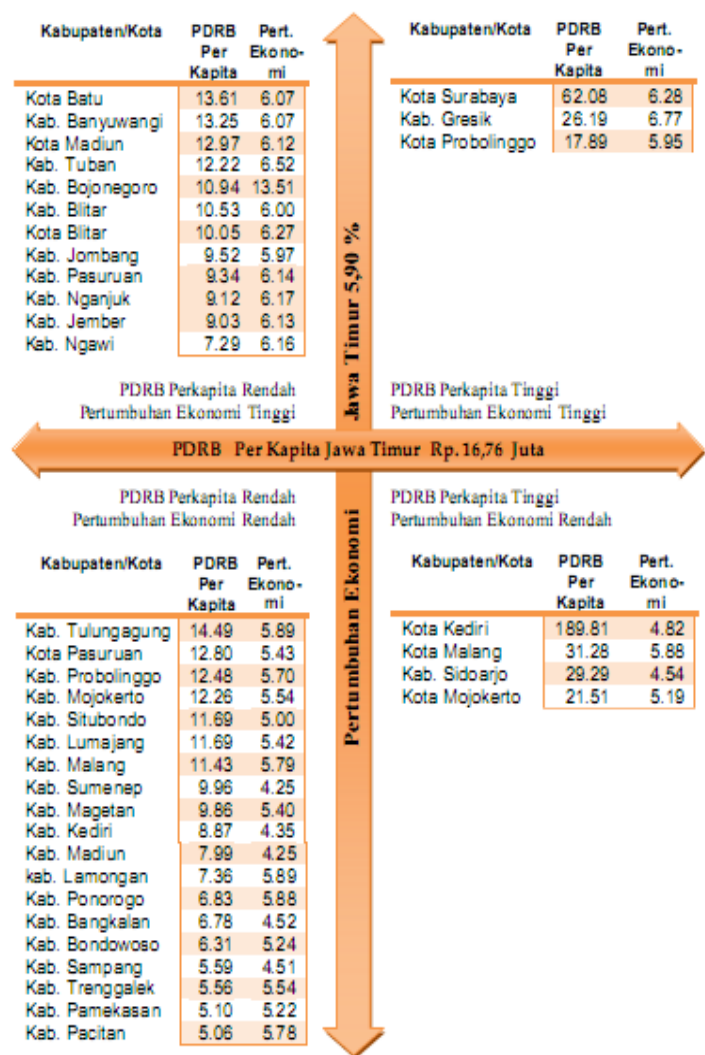 Kabupaten/Kota PDRB Per Kapita Pert. Ekono-mi
Kota Batu 13.61 6.07
Kab. Banyuwangi 13.25 6.07
Kota Madiun 12.97 6.12
Kab. Tuban 12.22 6.52
Kab. Bojonegoro 10.94 13.51
Kab. Blitar 10.53 6.00
Kota Blitar 10.05 6.27
Kab. Jombang 9.52 5.97
Kab. Pasuruan 9.34 6.14
Kab. Nganjuk 9.12 6.17
Kab. Jember 9.03 6.13
Kab. Ngawi 7.29 6.16
PDRB Perkapita Rendah
Pertumbuhan Ekonomi Tinggi
Kabupaten/Kota PDRB Per Kapita Pert. Ekono-mi
Kota Surabaya 62.08 6.28
Kab. Gresik 26.19 6.77
Kota Probolinggo 17.89 5.95
PDRB Perkapita Tinggi
Pertumbuhan Ekonomi Tinggi
Jawa Timur 5,90 %
PDRB Per Kapita Jawa Timur Rp. 16,76 Juta
Pertumbuhan Ekonomi
PDRB Perkapita Rendah
Pertumbuhan Ekonomi Rendah
Kabupaten/Kota PDRB Per Kapita Pert. Ekono-mi
Kab. Tulungagung 14.49 5.89
Kota Pasuruan 12.80 5.43
Kab. Probolinggo 12.48 5.70
Kab. Mojokerto 12.26 5.54
Kab. Situbondo 11.69 5.00
Kab. Lumajang 11.69 5.42
Kab. Malang 11.43 5.79
Kab. Sumenep 9.96 4.25
Kab. Magetan 9.86 5.40
Kab. Kediri 8.87 4.35
Kab. Madiun 7.99 4.25
kab. Lamongan 7.36 5.89
Kab. Ponorogo 6.83 5.88
Kab. Bangkalan 6.78 4.52
Kab. Bondowoso 6.31 5.24
Kab. Sampang 5.59 4.51
Kab. Trenggalek 5.56 5.54
Kab. Pamekasan 5.10 5.22
Kab. Pacitan 5.06 5.78
PDRB Perkapita Tinggi
Pertumbuhan Ekonomi Rendah
Kabupaten/Kota PDRB Per Kapita Pert. Ekono-mi
Kota Kediri 189.81 4.82
Kota Malang 31.28 5.88
Kab. Sidoarjo 29.29 4.54
Kota Mojokerto 21.51 5.19